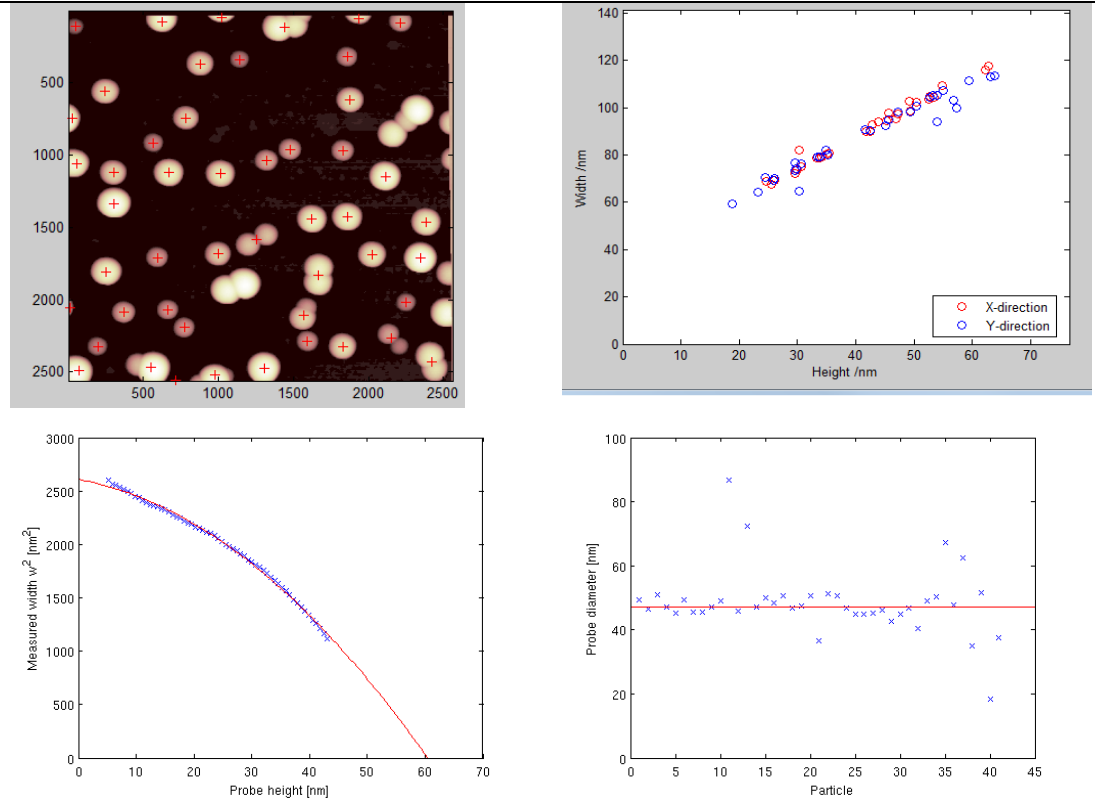 500
1000
1500
2000
2500
500 1000 1500 2000 2500
140
120
100
80
60
40
20
0
Width /nm
X-direction
Y-direction
0 10 20 30 40 50 60 70
Height /nm
3000
2500
2000
1500
1000
500
0
Measured width w² [nm²]
0 10 20 30 40 50 60 70
Probe height [nm]
100
80
60
40
20
0
Probe diameter [nm]
0 5 10 15 20 25 30 35 40 45
Particle